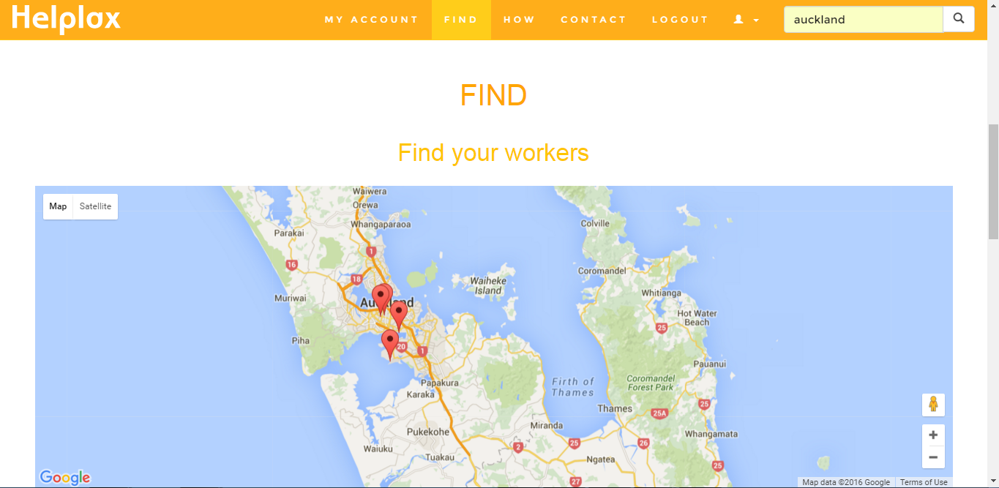 Helplax
MY ACCOUNT
FIND
HOW
CONTACT
LOGOUT
auckland
FIND
Find your workers
Map
Satellite
Waiwera
Orewa
Whangaparaoa
Colville
Parakai
1
16
Coromandel
18
Waiheke
Island
Whitianga
Muriwai
Auckland
Hot Water
Beach
25
Piha
20
1
Pauanui
Papakura
Firth of
Thames
Coromandel
Forest Park
Karaka
Thames
25A
25
Miranda
Pukekohe
Whangamata
Waiuku
2
25
26
Tuakau
Ngatea
25
27
Google
Map data ©2016 Google
Terms of Use